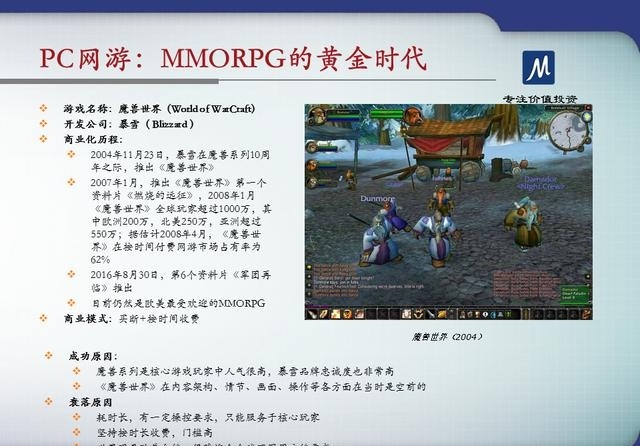 PC网游：MMORPG的黄金时代
M
专注价值投资
游戏名称：魔兽世界（World of WarCraft）
开发公司：暴雪（Blizzard）
商业化历程：
2004年11月23日，暴雪在魔兽系列10周
年之际，推出《魔兽世界》
2007年1月，推出《魔兽世界》第一个
资料片《燃烧的远征》，2008年1月
《魔兽世界》全球玩家超过1000万，其
中欧洲200万，北美250万，亚洲超过
550万；据估计2008年4月，《魔兽世
界》在按时间付费网游市场占有率为
62%
2016年8月30日，第6个资料片《军团再
临》推出
目前仍然是欧美最受欢迎的MMORPG
商业模式：买断+按时间收费
Dunmore
Damador
<Night Crew>
魔兽世界（2004）
成功原因：
魔兽系列是核心游戏玩家中人气很高，暴雪品牌忠诚度也非常高
《魔兽世界》在内容架构、情节、画面、操作等各方面在当时是空前的
衰落原因
耗时长，有一定操控要求，只能服务于核心玩家
坚持按时长收费，门槛高